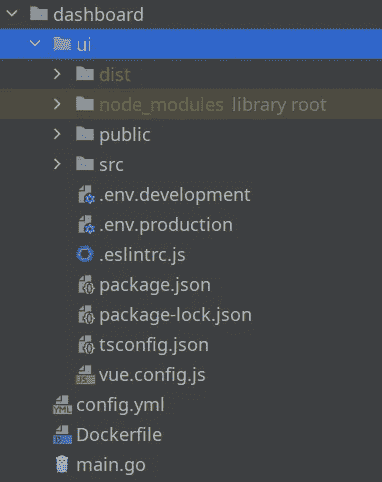 dashboard
ui
dist
node_modules library root
public
src
.env.development
.env.production
.eslintrc.js
package.json
package-lock.json
tsconfig.json
vue.config.js
config.yml
Dockerfile
main.go